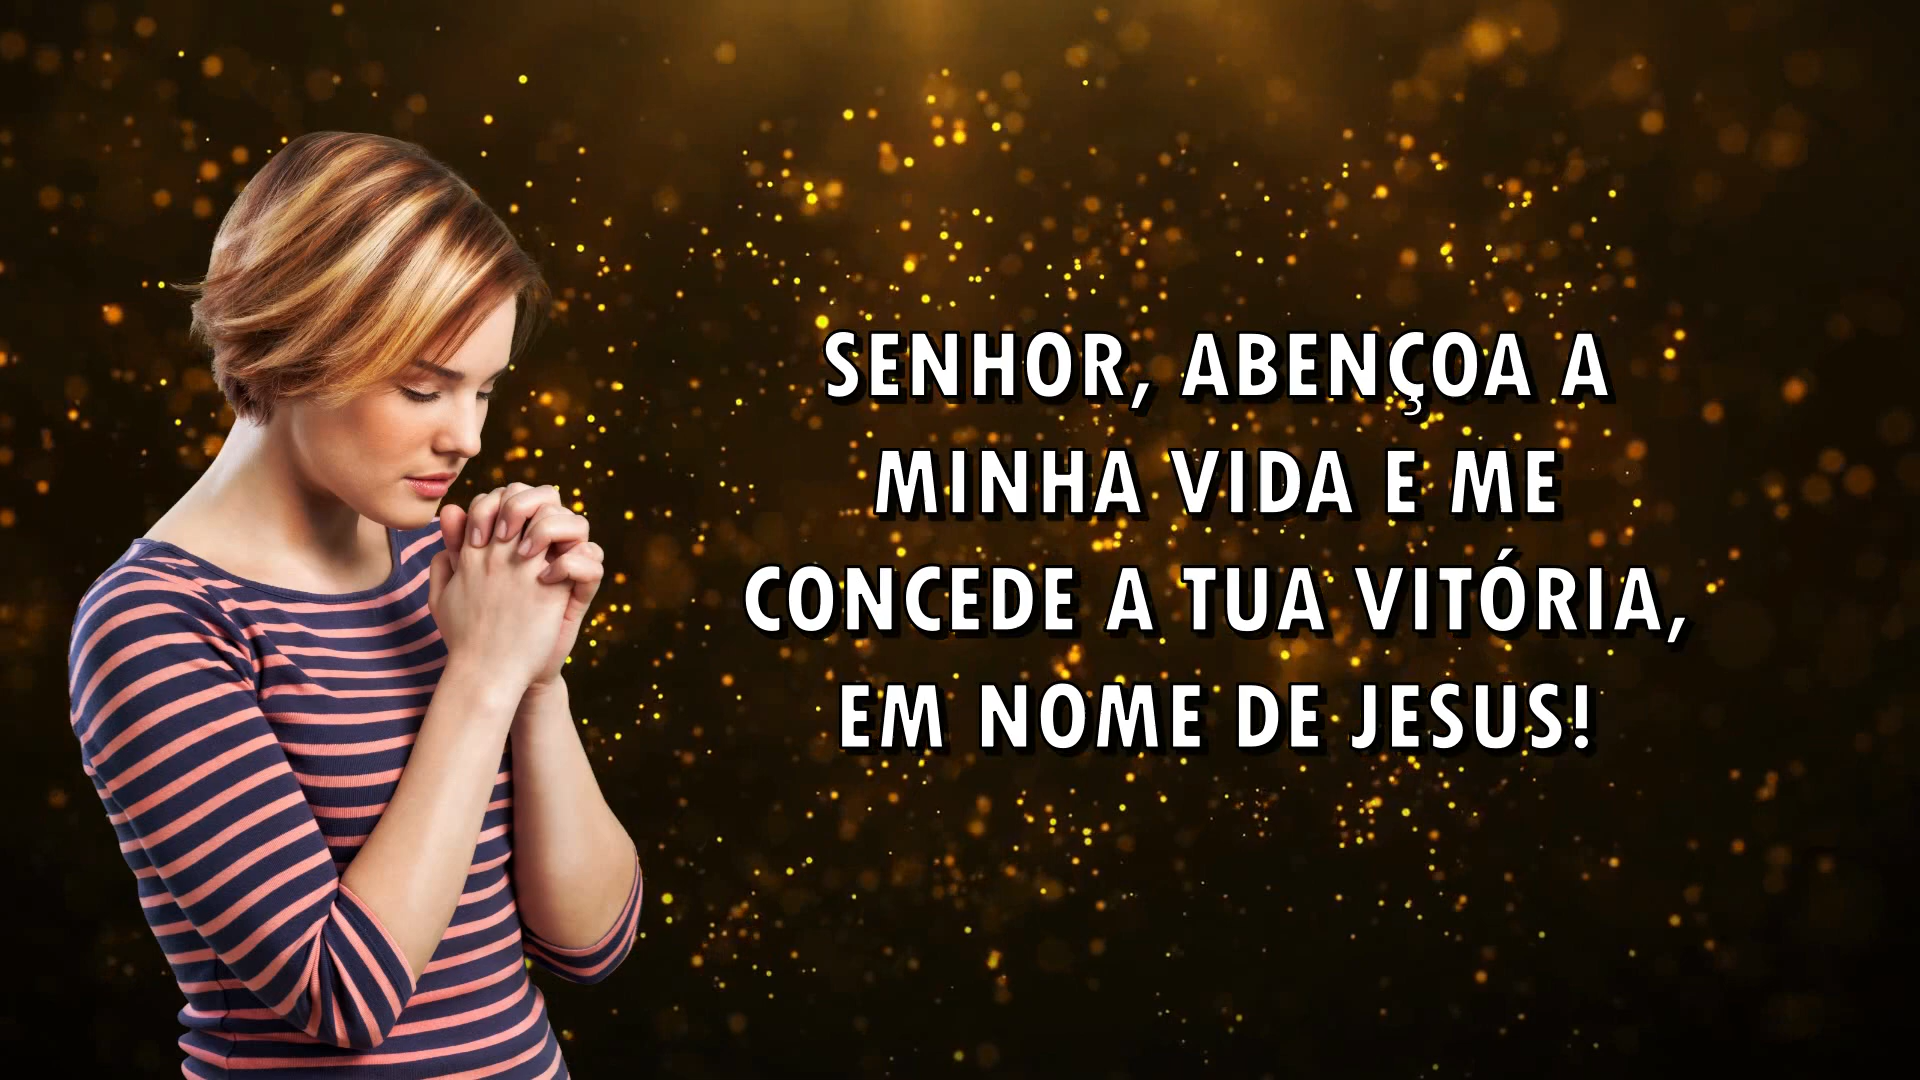 SENHOR, ABENÇOA A
MINHA VIDA E ME
CONCEDE A TUA VITÓRIA,
EM NOME DE JESUS!